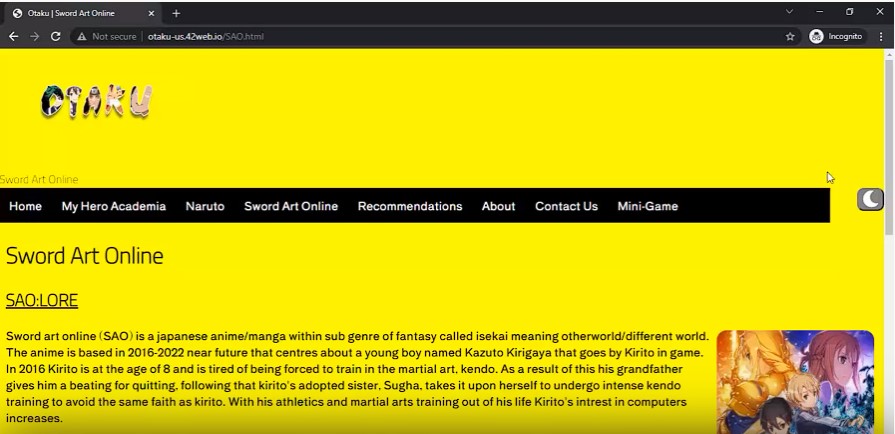 Otaku | Sword Art Online
Not secure | otaku-us.42web.io/SAO.html
Incognito
OTAKU
Sword Art Online
Home My Hero Academia Naruto Sword Art Online Recommendations About Contact Us Mini-Game
Sword Art Online
SAO:LORE
Sword art online (SAO) is a japanese anime/manga within sub genre of fantasy called isekai meaning otherworld/different world.
The anime is based in 2016-2022 near future that centres about a young boy named Kazuto Kirigaya that goes by Kirito in game.
In 2016 Kirito is at the age of 8 and is tired of being forced to train in the martial art, kendo. As a result of this his grandfather
gives him a beating for quitting, following that kirito's adopted sister, Sugha, takes it upon herself to undergo intense kendo
training to avoid the same faith as kirito. With his athletics and martial arts training out of his life Kirito's intrest in computers
increases.